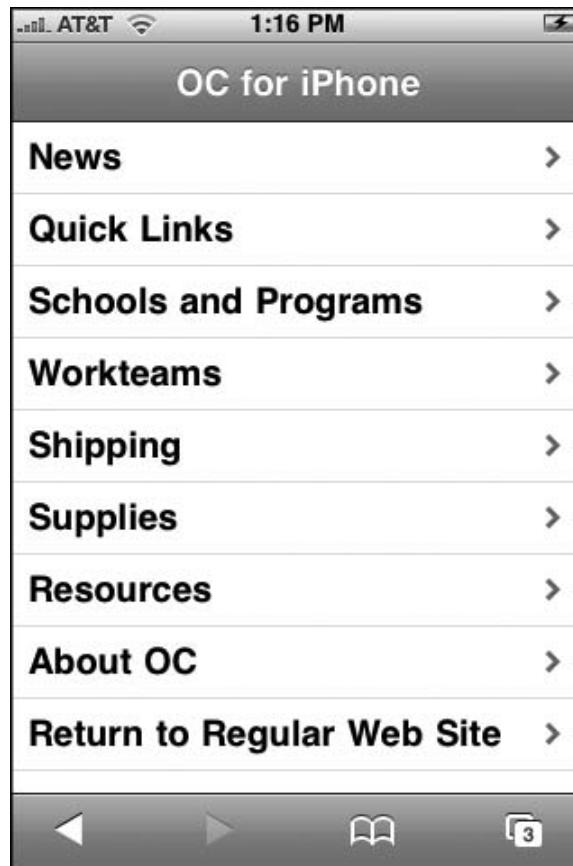 AT&T 1:16 PM
OC for iPhone
News
Quick Links
Schools and Programs
Workteams
Shipping
Supplies
Resources
About OC
Return to Regular Web Site
3